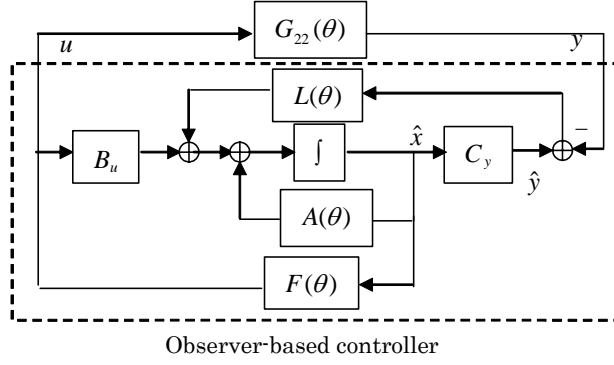 G₂₂(θ)
u
y
L(θ)
−
B_u
∫
x̂
C_y
ŷ
A(θ)
F(θ)
Observer-based controller